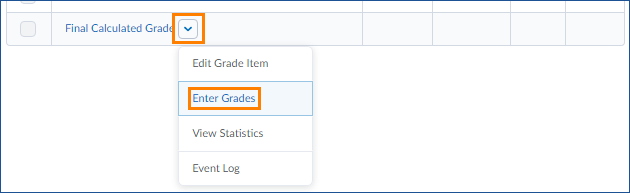 Final Calculated Grade
Edit Grade Item
Enter Grades
View Statistics
Event Log